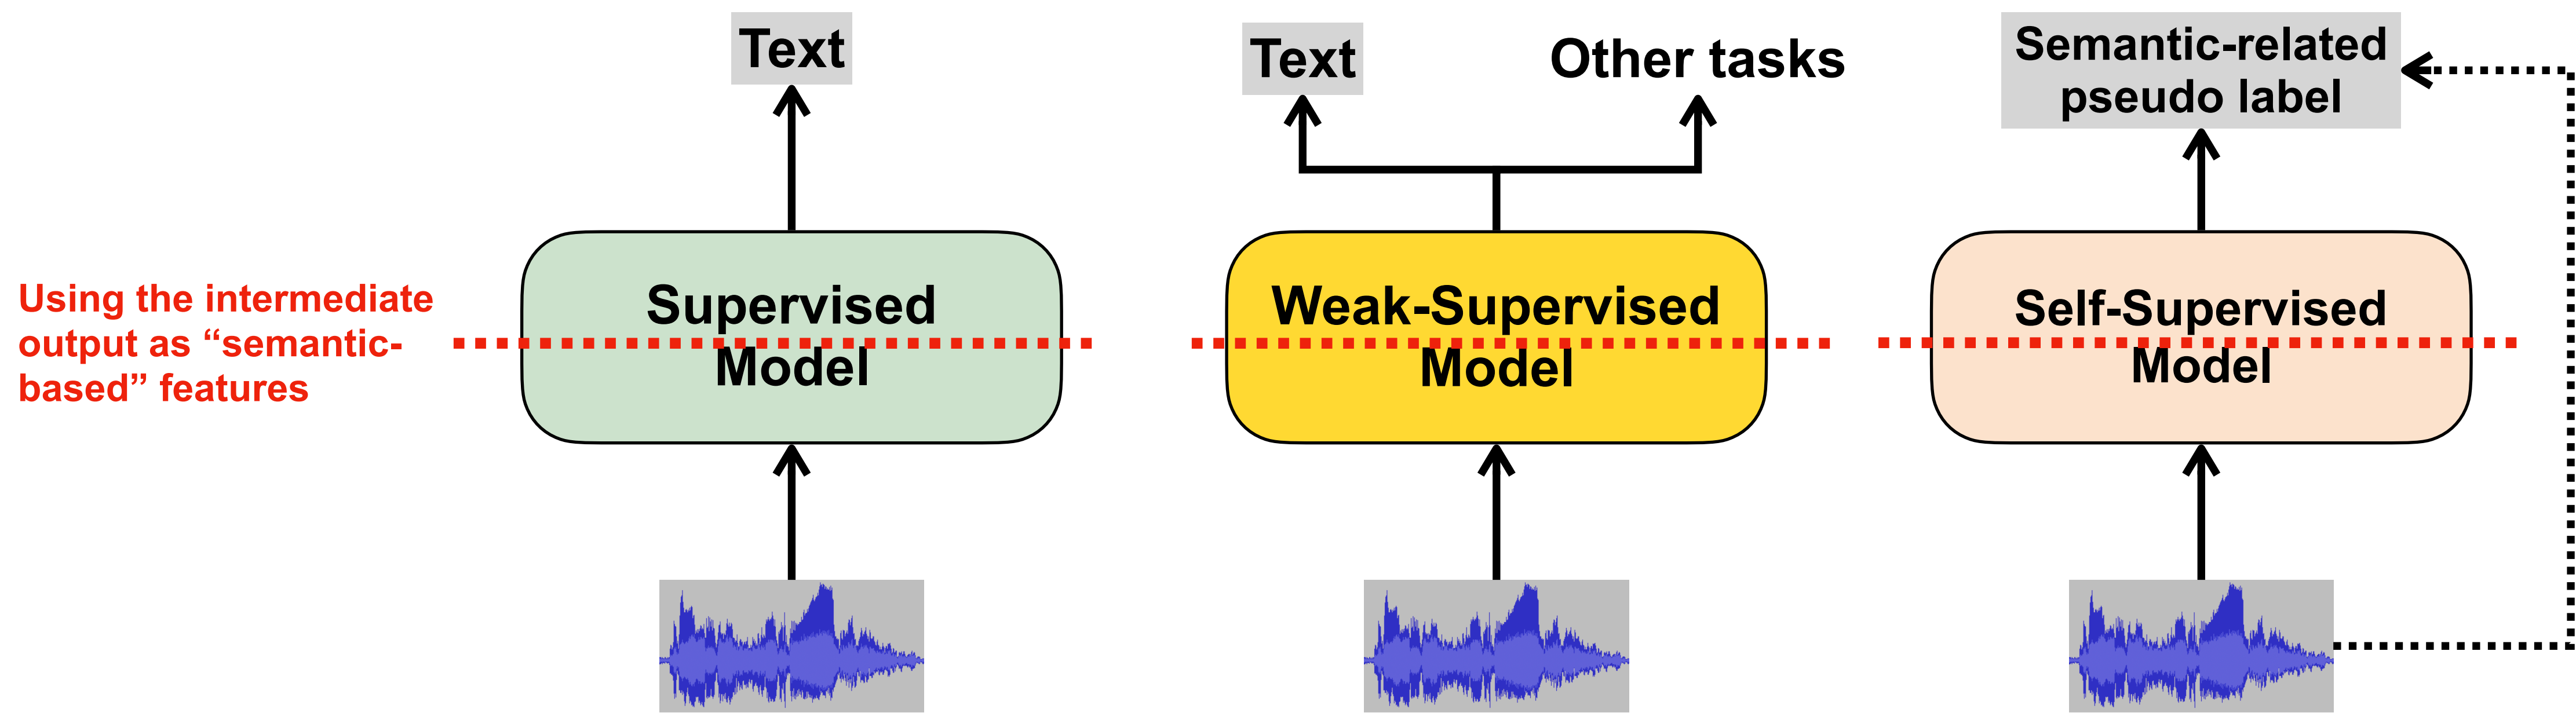 Text
Text
Other tasks
Semantic-related
pseudo label
Using the intermediate
output as “semantic-
based” features
Supervised
Model
Weak-Supervised
Model
Self-Supervised
Model